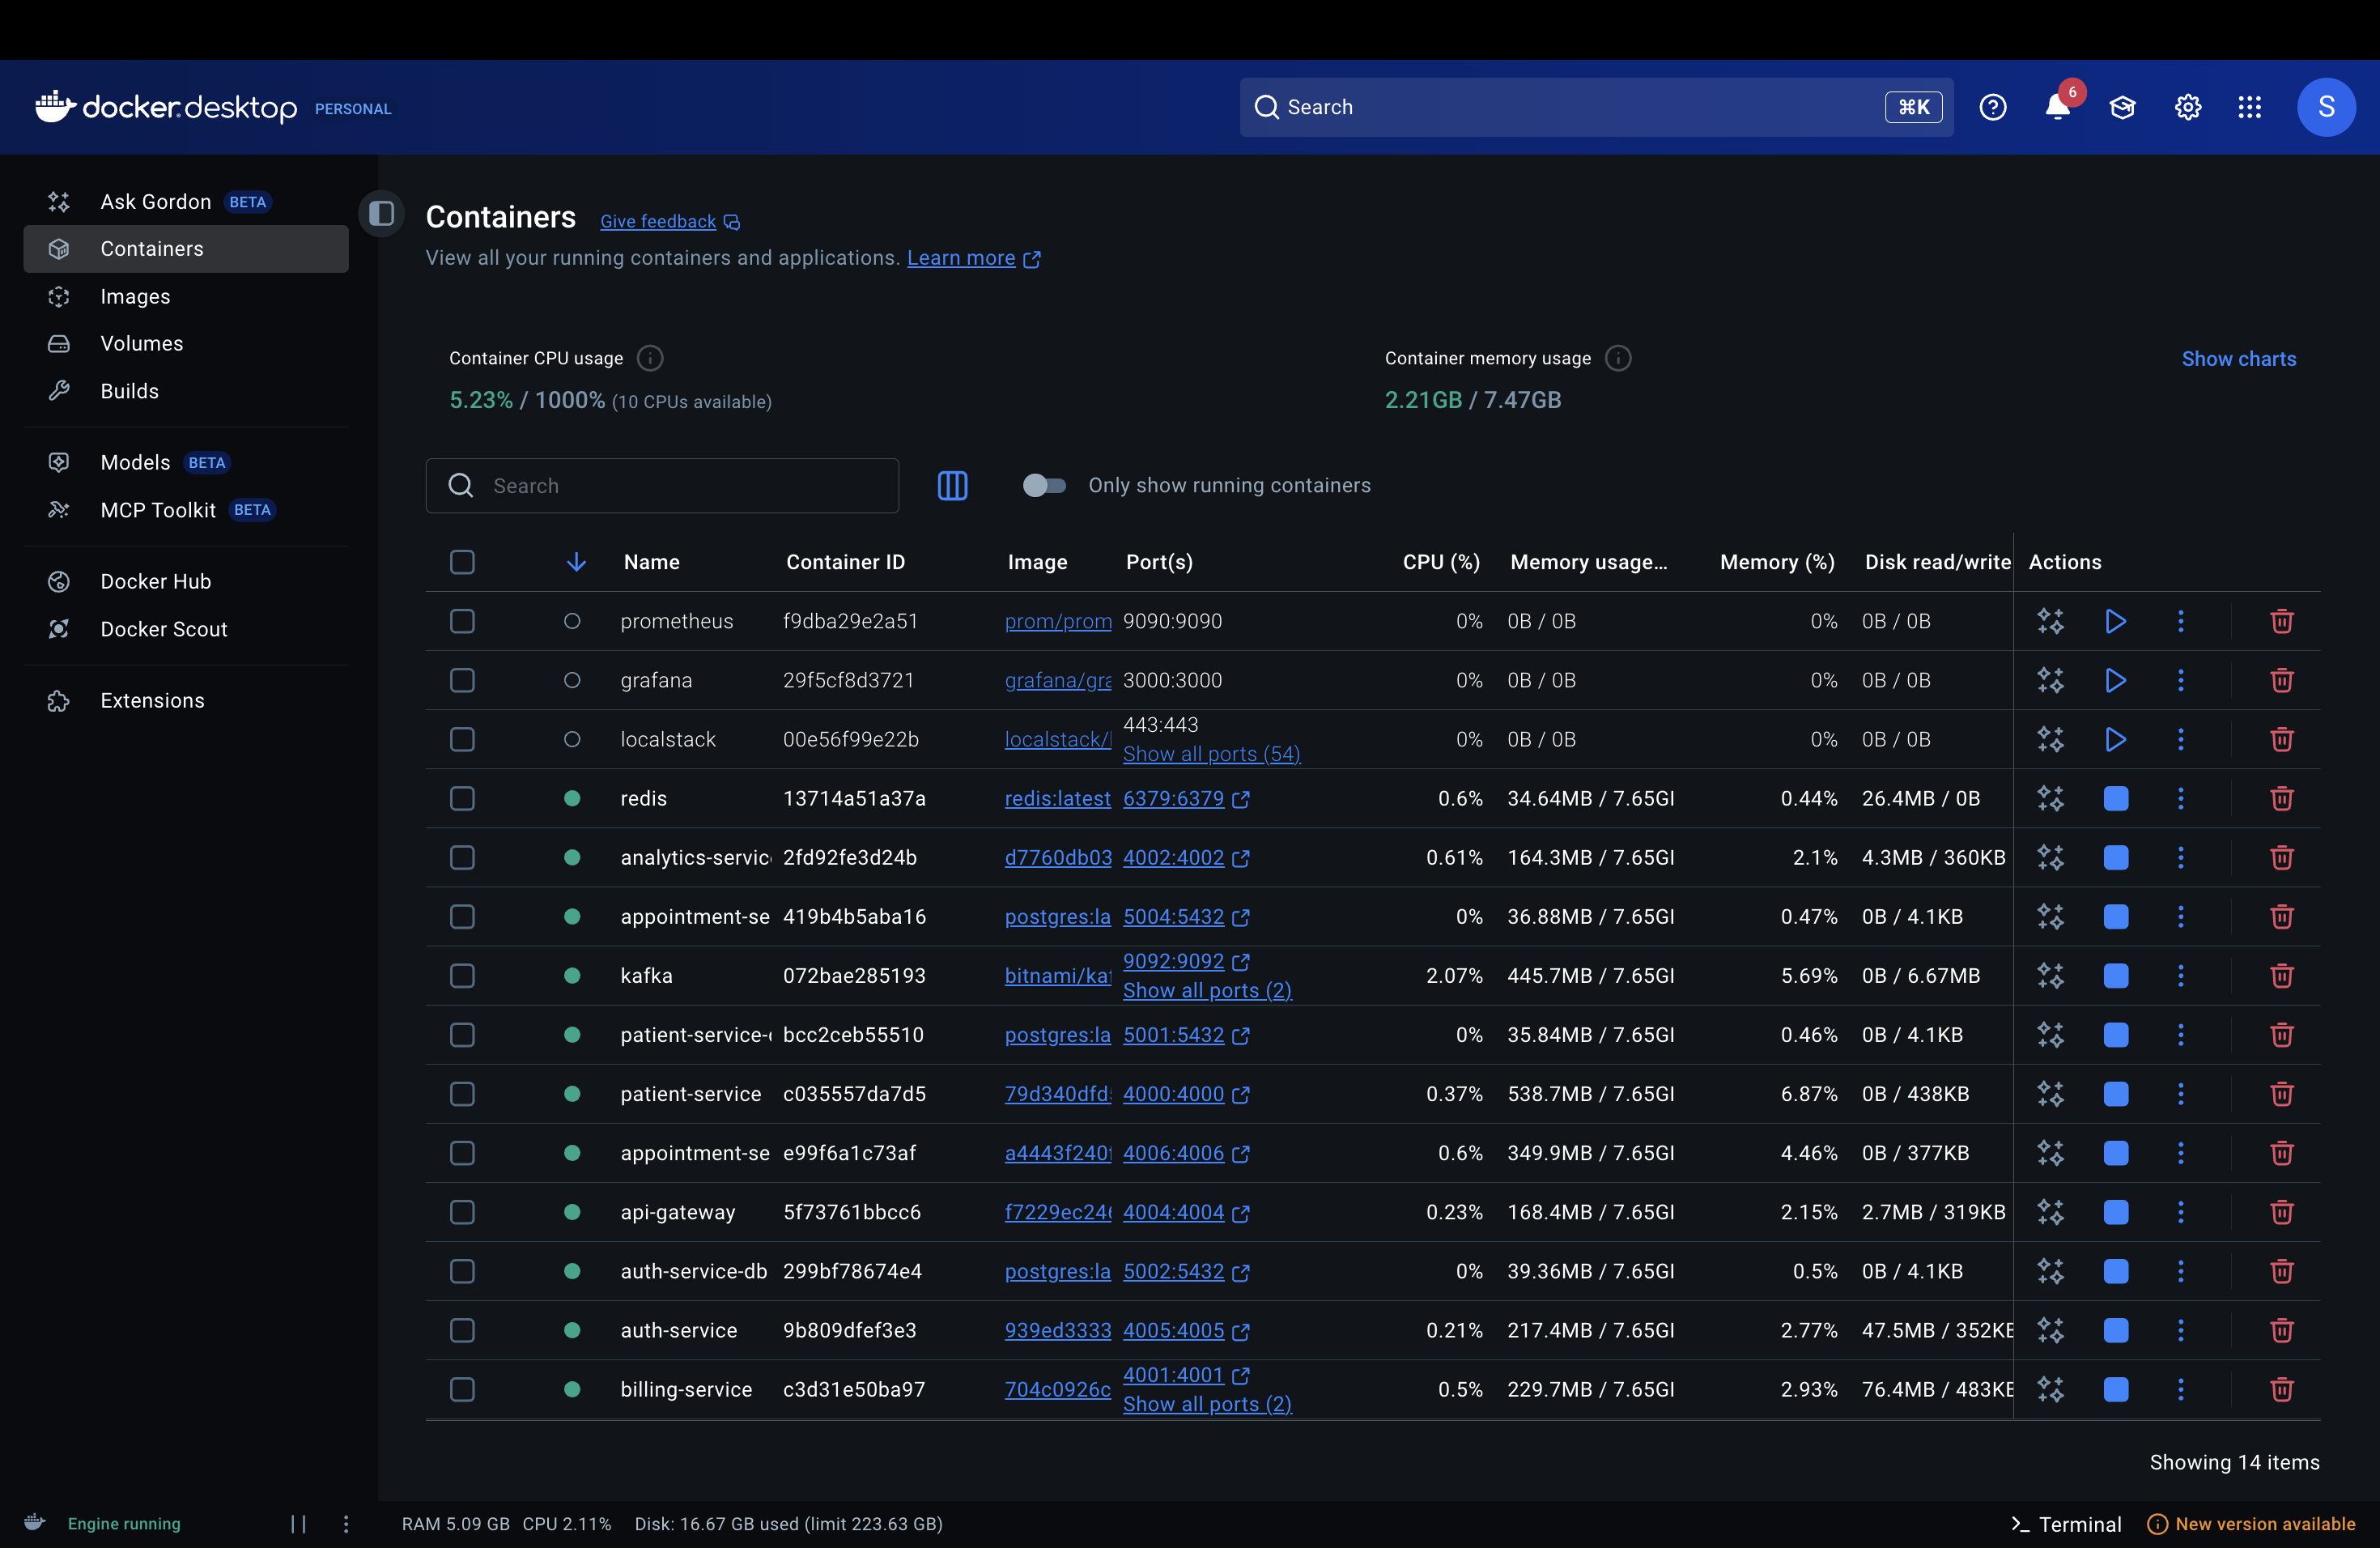 docker.desktop PERSONAL
Search ⌘K
6
S
Ask Gordon BETA
Containers
Images
Volumes
Builds
Models BETA
MCP Toolkit BETA
Docker Hub
Docker Scout
Extensions
Containers Give feedback
View all your running containers and applications. Learn more
Container CPU usage
5.23% / 1000% (10 CPUs available)
Container memory usage
2.21GB / 7.47GB
Show charts
Search
Only show running containers
Name Container ID Image Port(s) CPU (%) Memory usage... Memory (%) Disk read/write Actions
prometheus f9dba29e2a51 prom/prom 9090:9090 0% 0B / 0B 0% 0B / 0B
grafana 29f5cf8d3721 grafana/gra 3000:3000 0% 0B / 0B 0% 0B / 0B
localstack 00e56f99e22b localstack/l 443:443 0% 0B / 0B 0% 0B / 0B
Show all ports (54)
redis 13714a51a37a redis:latest 6379:6379 0.6% 34.64MB / 7.65GI 0.44% 26.4MB / 0B
analytics-servic 2fd92fe3d24b d7760db03 4002:4002 0.61% 164.3MB / 7.65GI 2.1% 4.3MB / 360KB
appointment-se 419b4b5aba16 postgres:la 5004:5432 0% 36.88MB / 7.65GI 0.47% 0B / 4.1KB
kafka 072bae285193 bitnami/kaf 9092:9092 2.07% 445.7MB / 7.65GI 5.69% 0B / 6.67MB
Show all ports (2)
patient-service- bcc2ceb55510 postgres:la 5001:5432 0% 35.84MB / 7.65GI 0.46% 0B / 4.1KB
patient-service c035557da7d5 79d340dfd 4000:4000 0.37% 538.7MB / 7.65GI 6.87% 0B / 438KB
appointment-se e99f6a1c73af a4443f240f 4006:4006 0.6% 349.9MB / 7.65GI 4.46% 0B / 377KB
api-gateway 5f73761bbcc6 f7229ec246 4004:4004 0.23% 168.4MB / 7.65GI 2.15% 2.7MB / 319KB
auth-service-db 299bf78674e4 postgres:la 5002:5432 0% 39.36MB / 7.65GI 0.5% 0B / 4.1KB
auth-service 9b809dfef3e3 939ed3333 4005:4005 0.21% 217.4MB / 7.65GI 2.77% 47.5MB / 352KB
billing-service c3d31e50ba97 704c0926c 4001:4001 0.5% 229.7MB / 7.65GI 2.93% 76.4MB / 483KB
Show all ports (2)
Showing 14 items
Engine running
RAM 5.09 GB CPU 2.11% Disk: 16.67 GB used (limit 223.63 GB)
Terminal
New version available